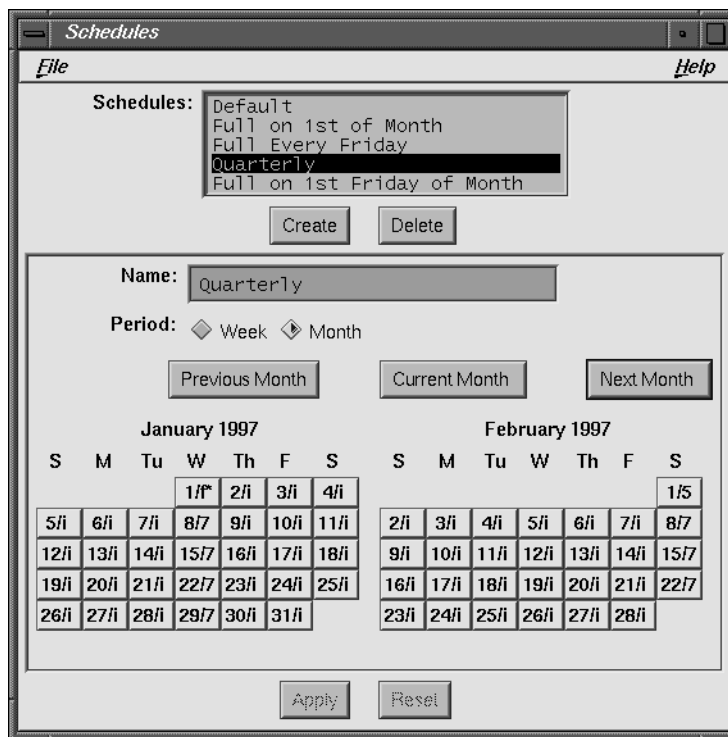 Schedules
File Help
Schedules:
Default
Full on 1st of Month
Full Every Friday
Quarterly
Full on 1st Friday of Month
Create Delete
Name: Quarterly
Period: Week Month
Previous Month Current Month Next Month
January 1997 February 1997
S M Tu W Th F S S M Tu W Th F S
1/f* 2/i 3/i 4/i 1/5
5/i 6/i 7/i 8/7 9/i 10/i 11/i 2/i 3/i 4/i 5/i 6/i 7/i 8/7
12/i 13/i 14/i 15/7 16/i 17/i 18/i 9/i 10/i 11/i 12/i 13/i 14/i 15/7
19/i 20/i 21/i 22/7 23/i 24/i 25/i 16/i 17/i 18/i 19/i 20/i 21/i 22/7
26/i 27/i 28/i 29/7 30/i 31/i 23/i 24/i 25/i 26/i 27/i 28/i
Apply Reset